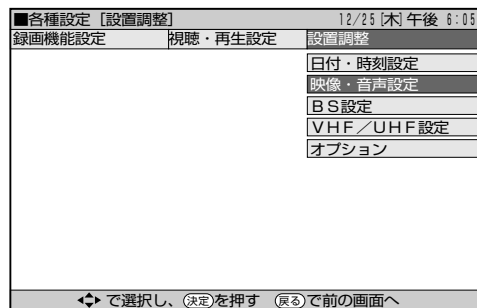 ■各種設定［設置調整］ 12/25[木]午後 6:05
録画機能設定 視聴・再生設定 設置調整
日付・時刻設定
映像・音声設定
ＢＳ設定
ＶＨＦ／ＵＨＦ設定
オプション
で選択し、決定を押す 戻るで前の画面へ